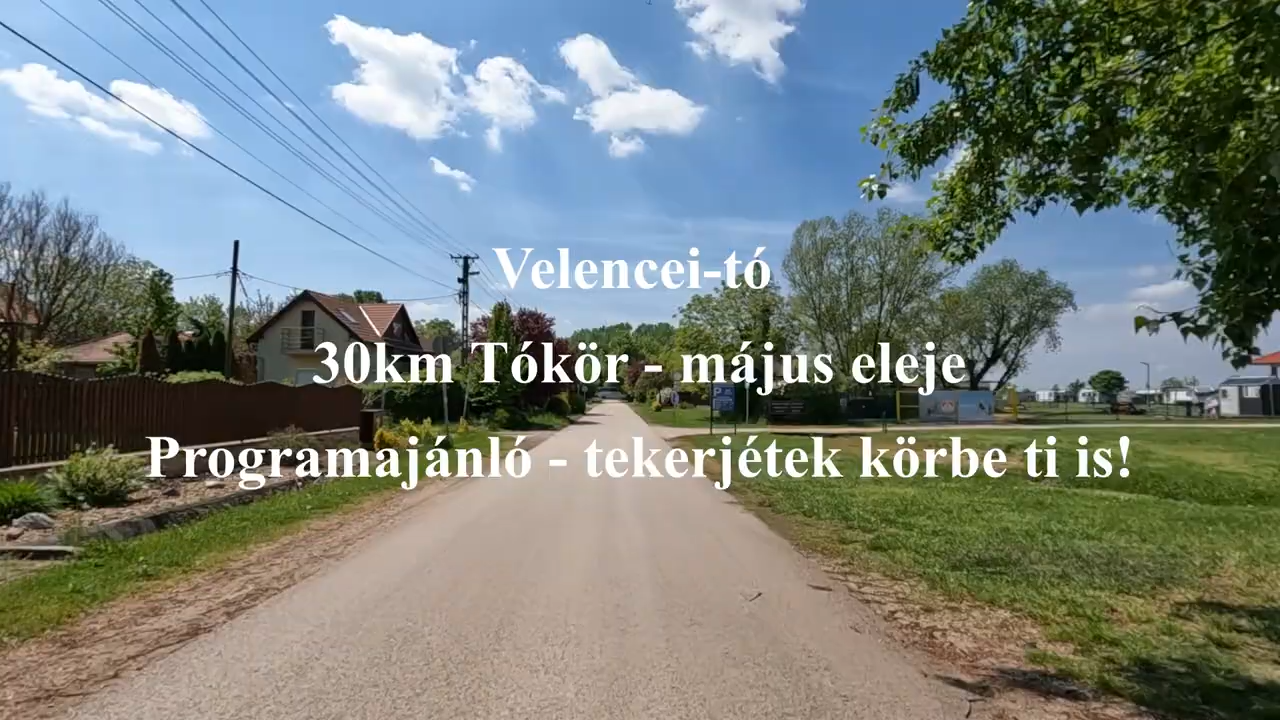 Velencei-tó
30km Tókör - május eleje
Programajánló - tekerjétek körbe ti is!
P